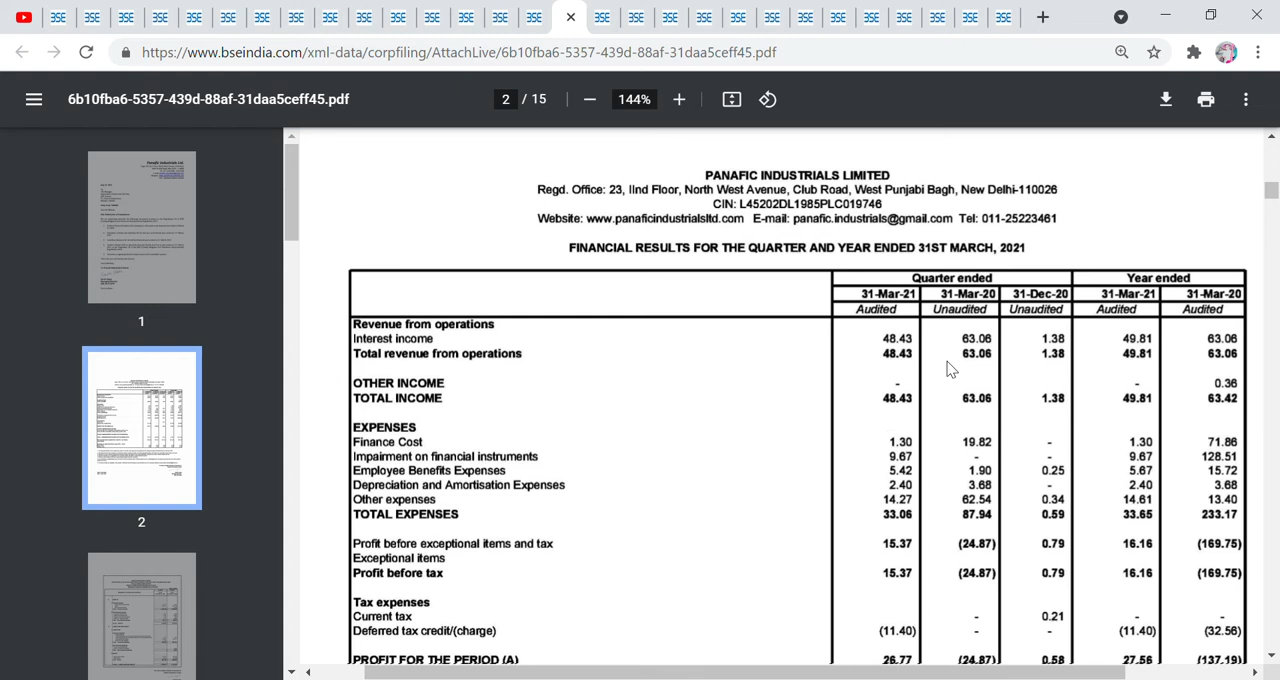 https://www.bseindia.com/xml-data/corpfiling/AttachLive/6b10fba6-5357-439d-88af-31daa5ceff45.pdf
6b10fba6-5357-439d-88af-31daa5ceff45.pdf 2 / 15 144%
1
2
PANAFIC INDUSTRIALS LIMITED
Regd. Office: 23, IInd Floor, North West Avenue, Club Road, West Punjabi Bagh, New Delhi-110026
CIN: L45202DL1985PLC019746
Website: www.panaficindustrialsltd.com E-mail: panafic.industrials@gmail.com Tel: 011-25223461
FINANCIAL RESULTS FOR THE QUARTER AND YEAR ENDED 31ST MARCH, 2021
Quarter ended Year ended
31-Mar-21 31-Mar-20 31-Dec-20 31-Mar-21 31-Mar-20
Audited Unaudited Unaudited Audited Audited
Revenue from operations
Interest income 48.43 63.06 1.38 49.81 63.06
Total revenue from operations 48.43 63.06 1.38 49.81 63.06
OTHER INCOME - - 0.36
TOTAL INCOME 48.43 63.06 1.38 49.81 63.42
EXPENSES
Finance Cost 1.30 19.82 - 1.30 71.86
Impairment on financial instruments 9.67 - - 9.67 128.51
Employee Benefits Expenses 5.42 1.90 0.25 5.67 15.72
Depreciation and Amortisation Expenses 2.40 3.68 - 2.40 3.68
Other expenses 14.27 62.54 0.34 14.61 13.40
TOTAL EXPENSES 33.06 87.94 0.59 33.65 233.17
Profit before exceptional items and tax 15.37 (24.87) 0.79 16.16 (169.75)
Exceptional items
Profit before tax 15.37 (24.87) 0.79 16.16 (169.75)
Tax expenses
Current tax - 0.21 - -
Deferred tax credit/(charge) (11.40) - - (11.40) (32.56)
PROFIT FOR THE PERIOD (A) 26.77 (24.87) 0.58 27.56 (137.19)